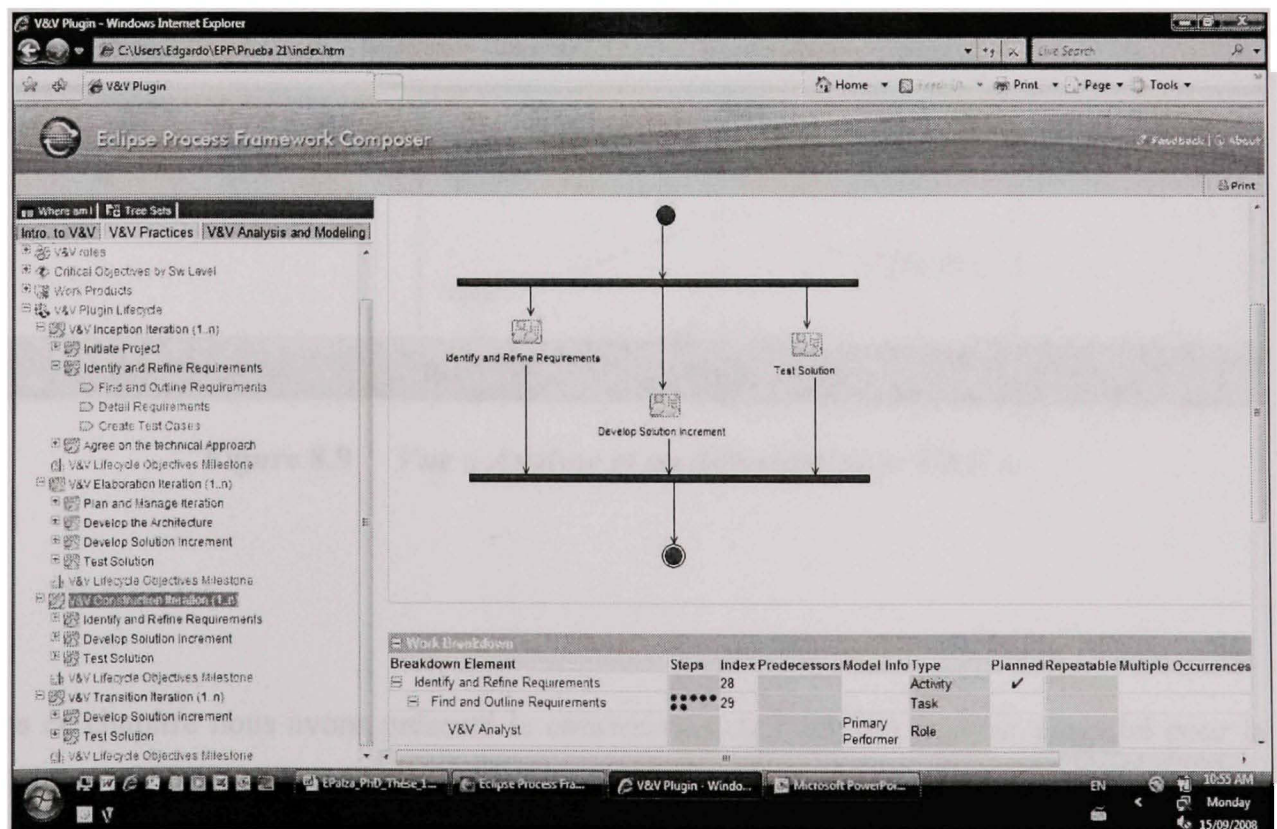 V&V Plugin - Windows Internet Explorer
C:\Users\Edgardo\EPF\Prueba 21\index.htm
Live Search
V&V Plugin
Home
Print
Page
Tools
Eclipse Process Framework Composer
Feedback | About
Print
Where am I
Tree Sets
Intro. to V&V
V&V Practices
V&V Analysis and Modeling
V&V roles
Critical Objectives by Sw Level
Work Products
V&V Plugin Lifecycle
V&V Inception Iteration (1..n)
Initiate Project
Identify and Refine Requirements
Find and Outline Requirements
Detail Requirements
Create Test Cases
Agree on the technical Approach
V&V Lifecycle Objectives Milestone
V&V Elaboration Iteration (1..n)
Plan and Manage Iteration
Develop the Architecture
Develop Solution Increment
Test Solution
V&V Lifecycle Objectives Milestone
V&V Construction Iteration (1..n)
Identify and Refine Requirements
Develop Solution Increment
Test Solution
V&V Lifecycle Objectives Milestone
V&V Transition Iteration (1..n)
Develop Solution Increment
Test Solution
V&V Lifecycle Objectives Milestone
Identify and Refine Requirements
Test Solution
Develop Solution Increment
Work Breakdown
Breakdown Element Steps Index Predecessors Model Info Type Planned Repeatable Multiple Occurrences
Identify and Refine Requirements 28 Activity
Find and Outline Requirements 29 Task
V&V Analyst Primary Performer Role
EPalza_PhD_Thése_1...
Eclipse Process Fra...
V&V Plugin - Windo...
Microsoft PowerPoi...
EN
10:55 AM
Monday
15/09/2008